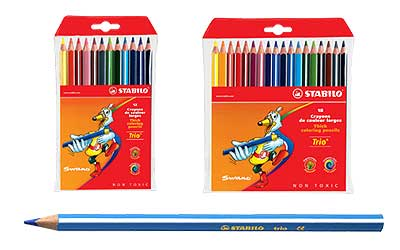 STABILO
12
Crayons
de couleur
larges
Thick
coloring pencils
Trio
Swano
NON TOXIC
STABILO
18
Crayons
de couleur
larges
Thick
coloring pencils
Trio
Swano
NON TOXIC
STABILO trio CE